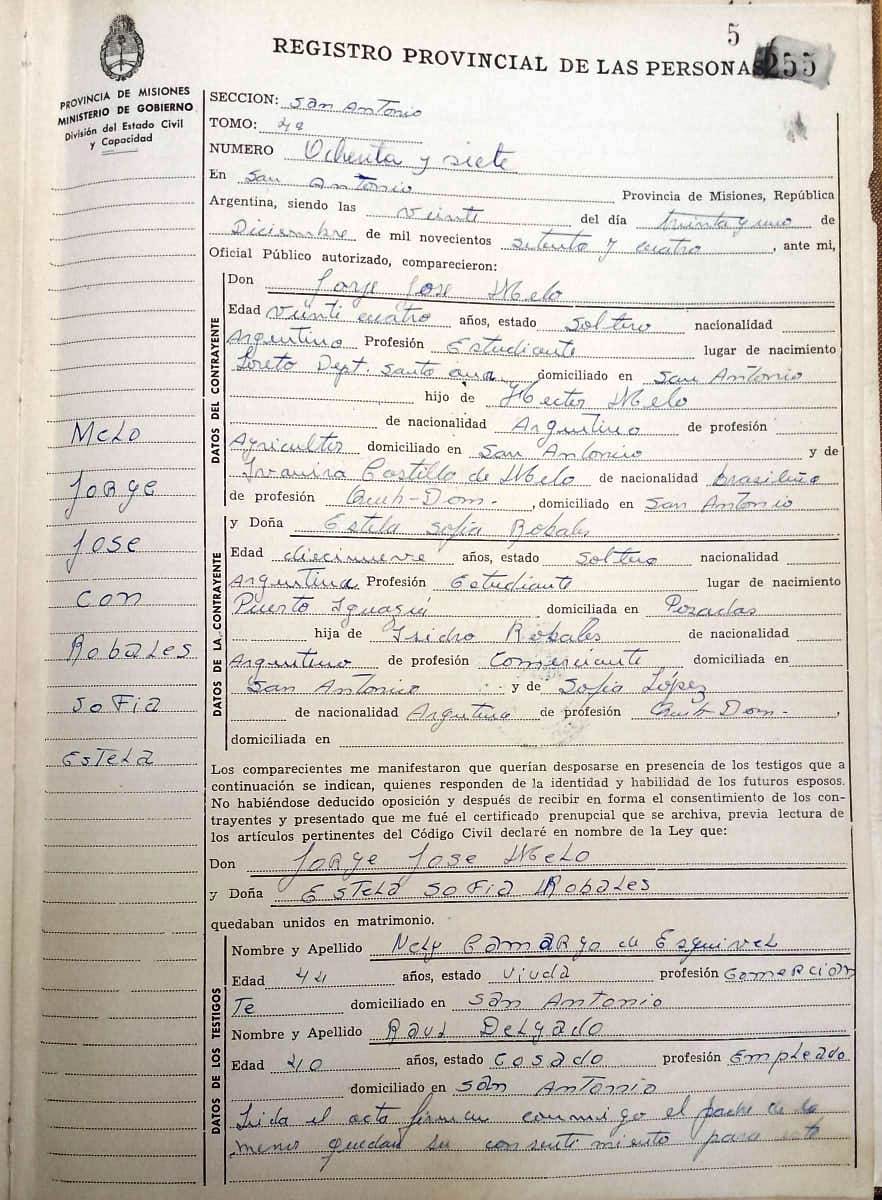 5
255
REGISTRO PROVINCIAL DE LAS PERSONAS
PROVINCIA DE MISIONES
MINISTERIO DE GOBIERNO
División del Estado Civil
y Capacidad
Melo
Jorge
Jose
con
Robales
Sofia
Estela
SECCION: San Antonio
TOMO:
NUMERO Ochenta y siete
En San Antonio Provincia de Misiones, República
Argentina, siendo las veinte del día treinta y uno de
Diciembre de mil novecientos setenta y cuatro, ante mi,
Oficial Público autorizado, comparecieron:
DATOS DEL CONTRAYENTE
Don Jorge Jose Melo
Edad veinti cuatro años, estado soltero nacionalidad
Argentino Profesión Estudiante lugar de nacimiento
Loreto Dept. Santa ana domiciliado en San Antonio
hijo de Hector Melo
de nacionalidad Argentino de profesión
Agricultor domiciliado en San Antonio y de
Castillo de Melo de nacionalidad brasileña
de profesión Dom-, domiciliado en San Antonio
DATOS DE LA CONTRAYENTE
y Doña Estela Sofia Robales
Edad diecinueve años, estado Soltera nacionalidad
Argentina Profesión Estudiante lugar de nacimiento
Puerto Iguazú domiciliada en Posadas
hija de Isidro Robales de nacionalidad
Argentino de profesión Comerciante domiciliada en
San Antonio y de Sofia López
de nacionalidad Argentina de profesión Dom-,
domiciliada en
Los comparecientes me manifestaron que querían desposarse en presencia de los testigos que a
continuación se indican, quienes responden de la identidad y habilidad de los futuros esposos.
No habiéndose deducido oposición y después de recibir en forma el consentimiento de los con-
trayentes y presentado que me fué el certificado prenupcial que se archiva, previa lectura de
los artículos pertinentes del Código Civil declaré en nombre de la Ley que:
Don Jorge Jose Melo
y Doña Estela Sofia Robales
quedaban unidos en matrimonio.
DATOS DE LOS TESTIGOS
Nombre y Apellido Nely Camargo de Esquivel
Edad 44 años, estado viuda profesión Comercian
Te domiciliado en San Antonio
Nombre y Apellido Raul Delgado
Edad 40 años, estado Casado profesión Empleado
domiciliado en San Antonio
Leida el acta firman conmigo el padre de la
menor su consentimiento para